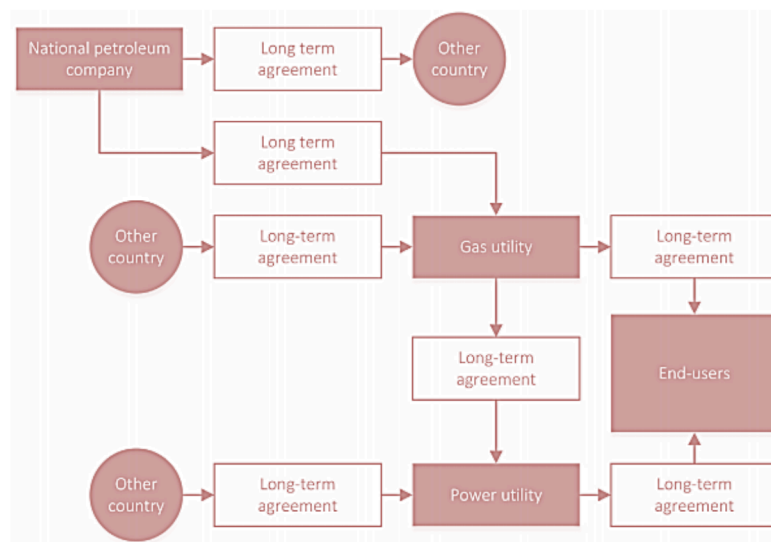 National petroleum
company
Long term
agreement
Other
country
Long term
agreement
Other
country
Long-term
agreement
Gas utility
Long-term
agreement
Long-term
agreement
End-users
Other
country
Long-term
agreement
Power utility
Long-term
agreement